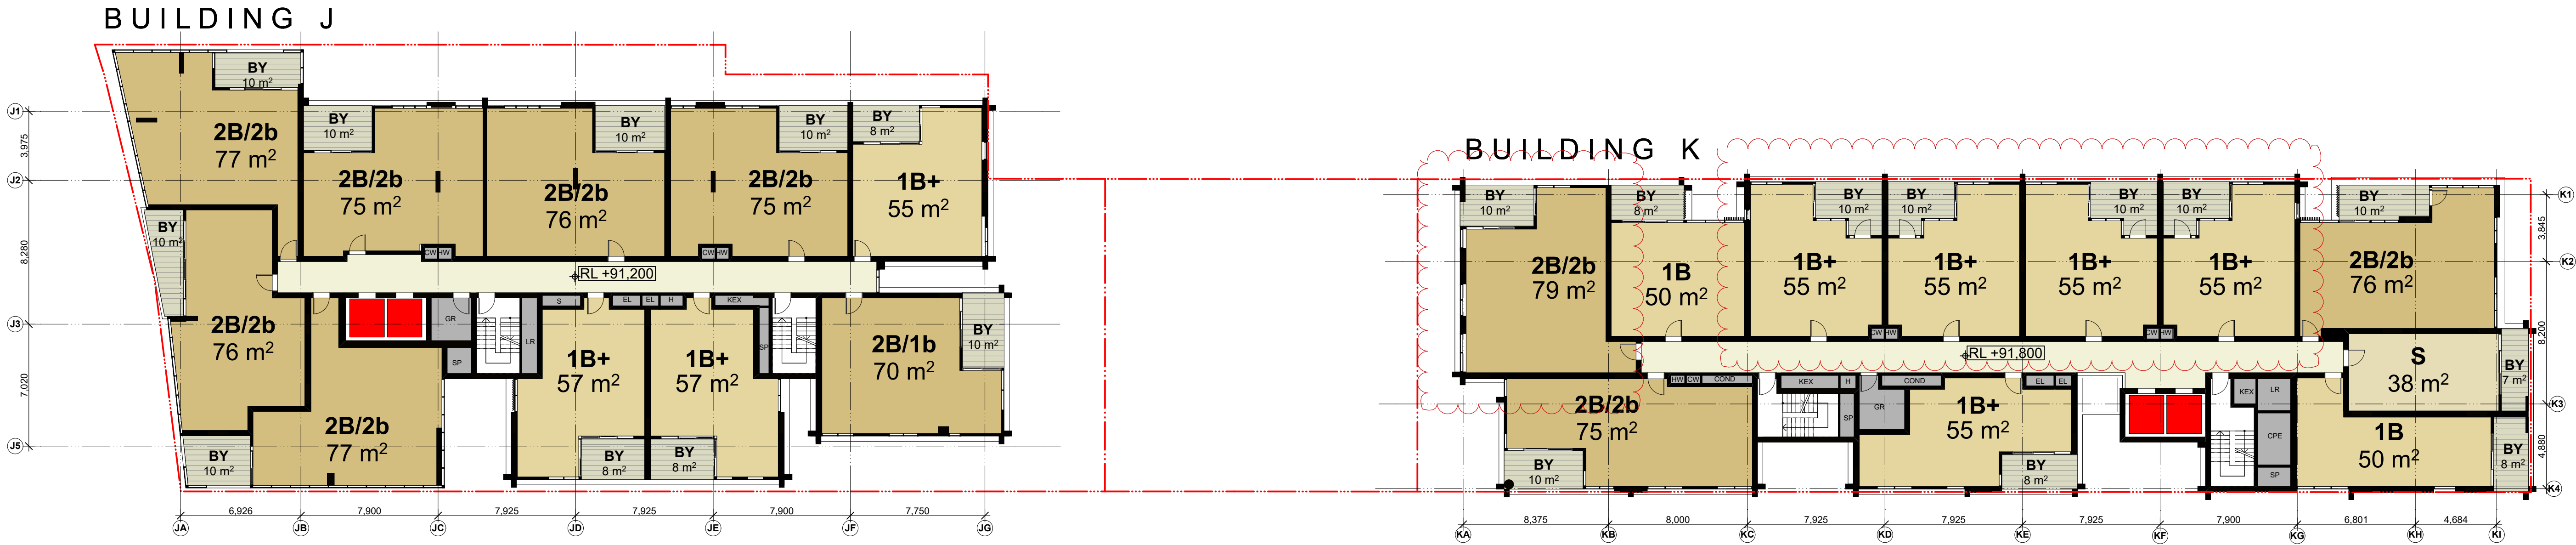 BUILDING J
BY
10 m²
2B/2b
77 m²
BY
10 m²
2B/2b
75 m²
BY
10 m²
2B/2b
76 m²
BY
10 m²
2B/2b
75 m²
BY
8 m²
1B+
55 m²
J1
3,975
J2
8,280
J3
7,020
J5
BY
10 m²
2B/2b
76 m²
CW HW
RL +91,200
CW HW
GR
SP
LR
S
EL
EL
H
KEX
SP
2B/2b
77 m²
BY
10 m²
1B+
57 m²
BY
8 m²
1B+
57 m²
BY
8 m²
2B/1b
70 m²
BY
10 m²
6,926
7,900
7,925
7,925
7,900
7,750
JA
JB
JC
JD
JE
JF
JG
BUILDING K
BY
10 m²
2B/2b
79 m²
BY
8 m²
1B
50 m²
BY
10 m²
1B+
55 m²
BY
10 m²
1B+
55 m²
BY
10 m²
1B+
55 m²
BY
10 m²
1B+
55 m²
BY
10 m²
2B/2b
76 m²
CW HW
CW HW
RL +91,800
K1
3,845
K2
8,200
K3
4,880
K4
S
38 m²
BY
7 m²
HW
CW
COND
KEX
H
SP
GR
COND
EL
EL
KEX
LR
CPE
SP
2B/2b
75 m²
BY
10 m²
1B+
55 m²
BY
8 m²
1B
50 m²
BY
8 m²
8,375
8,000
7,925
7,925
7,925
7,900
6,801
4,684
KA
KB
KC
KD
KE
KF
KG
KH
KI